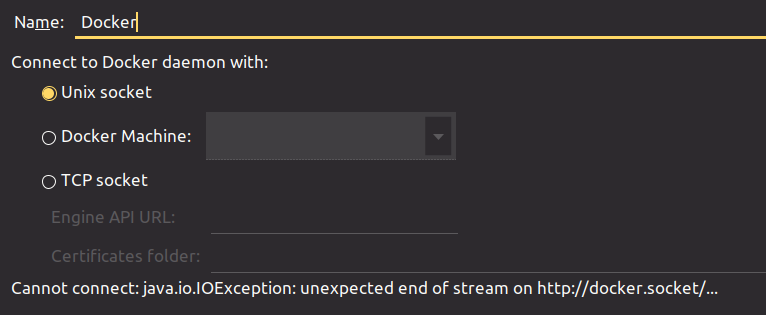 Name: Docker
Connect to Docker daemon with:
Unix socket
Docker Machine:
TCP socket
Engine API URL:
Certificates folder:
Cannot connect: java.io.IOException: unexpected end of stream on http://docker.socket/...